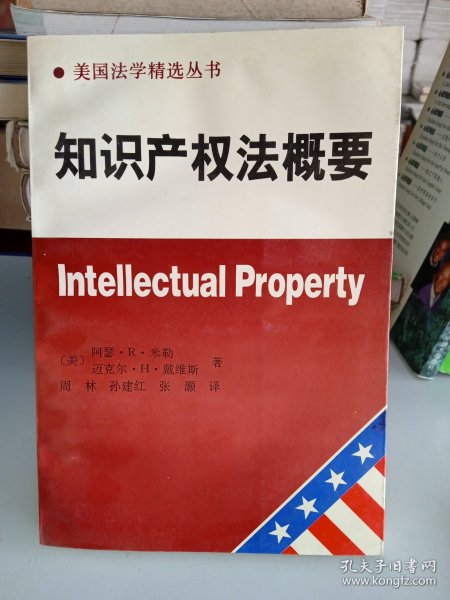 ● 美国法学精选丛书
知识产权法概要
Intellectual Property
〔美〕阿瑟·R·米勒
迈克尔·H·戴维斯 著
周林 孙建红 张灏 译
孔夫子旧书网
www.kongfz.com